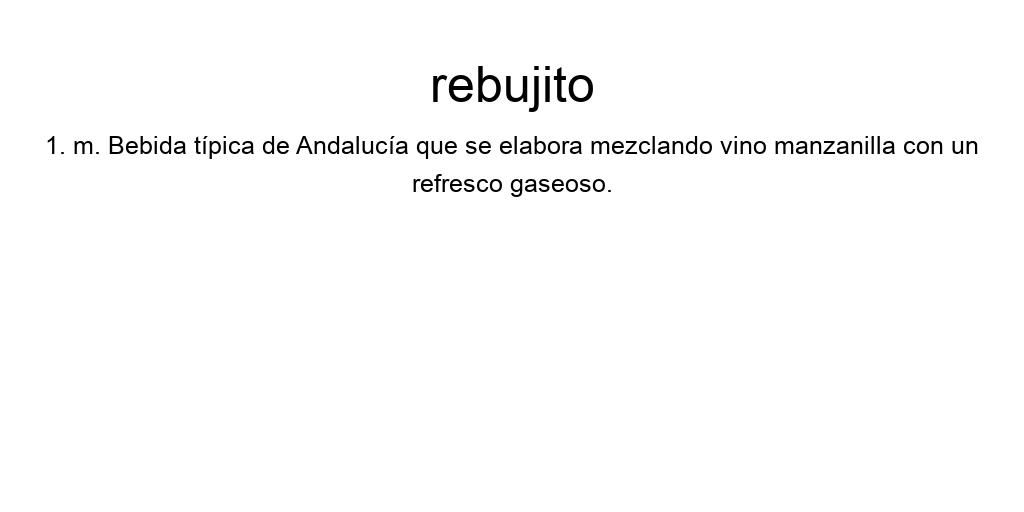 rebujito
1. m. Bebida típica de Andalucía que se elabora mezclando vino manzanilla con un
refresco gaseoso.